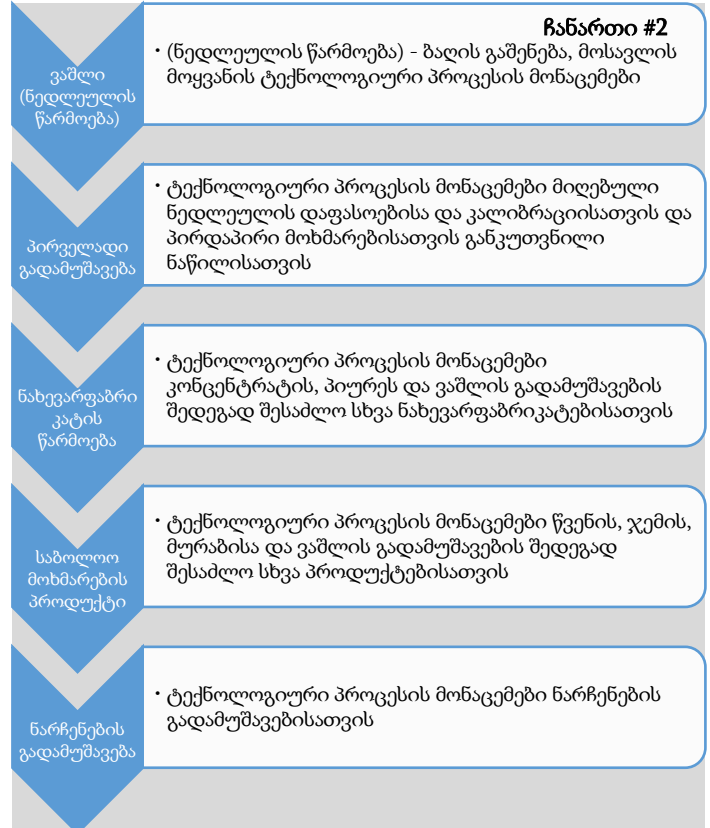 ჩანართი #2
ვაშლი
(ნედლეულის
წარმოება)
• (ნედლეულის წარმოება) - ბაღის გაშენება, მოსავლის
მოყვანის ტექნოლოგიური პროცესის მონაცემები
პირველადი
გადამუშავება
• ტექნოლოგიური პროცესის მონაცემები მიღებული
ნედლეულის დაფასოებისა და კალიბრაციისათვის და
პირდაპირი მოხმარებისათვის განკუთვნილი
ნაწილისათვის
ნახევარფაბრი
კატის
წარმოება
• ტექნოლოგიური პროცესის მონაცემები
კონცენტრატის, პიურეს და ვაშლის გადამუშავების
შედეგად შესაძლო სხვა ნახევარფაბრიკატებისათვის
საბოლოო
მოხმარების
პროდუქტი
• ტექნოლოგიური პროცესის მონაცემები წვენის, ჯემის,
მურაბისა და ვაშლის გადამუშავების შედეგად
შესაძლო სხვა პროდუქტებისათვის
ნარჩენების
გადამუშავება
• ტექნოლოგიური პროცესის მონაცემები ნარჩენების
გადამუშავებისათვის